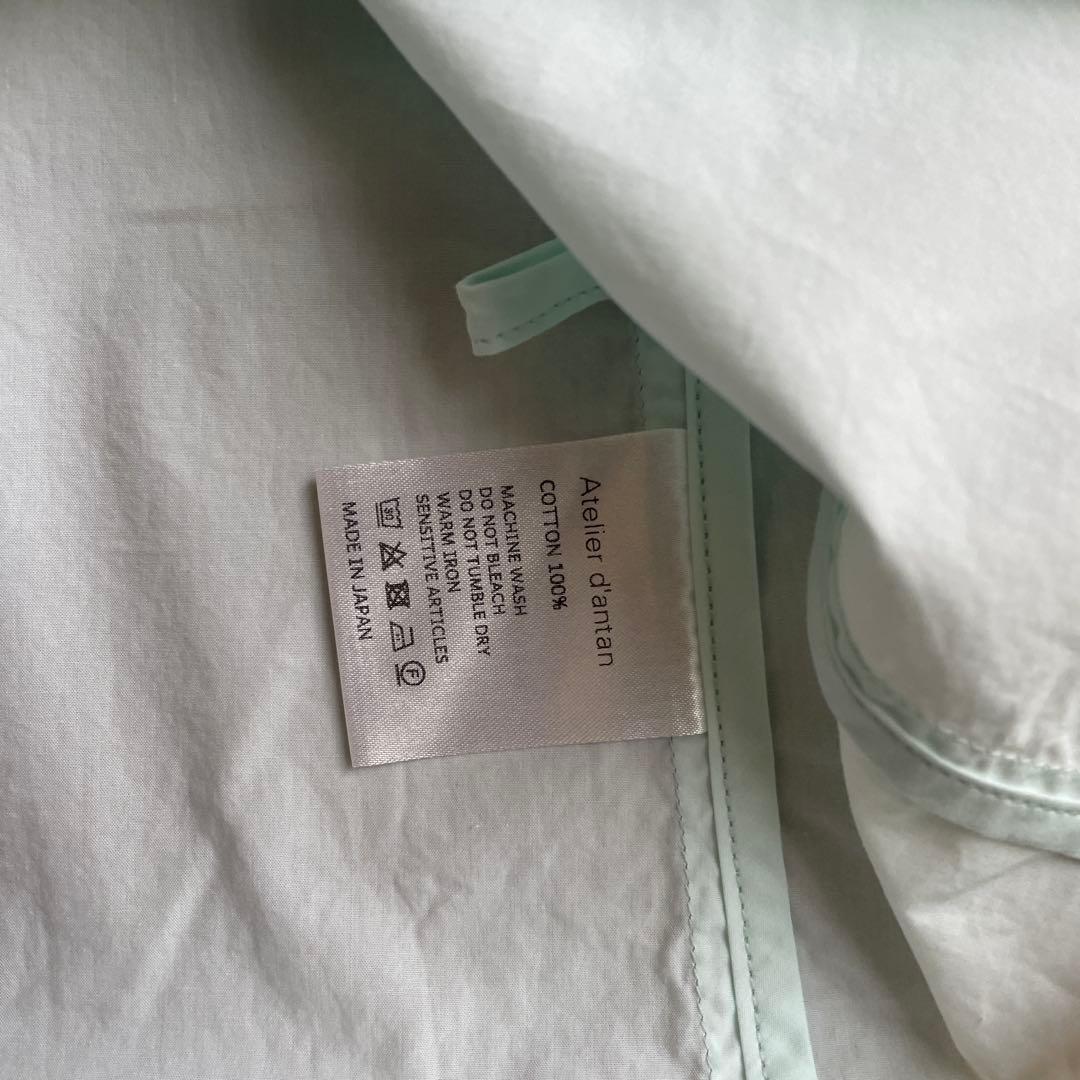 Atelier d'antan
COTTON 100%
MACHINE WASH
DO NOT BLEACH
DO NOT TUMBLE DRY
WARM IRON
SENSITIVE ARTICLES
30 F
MADE IN JAPAN